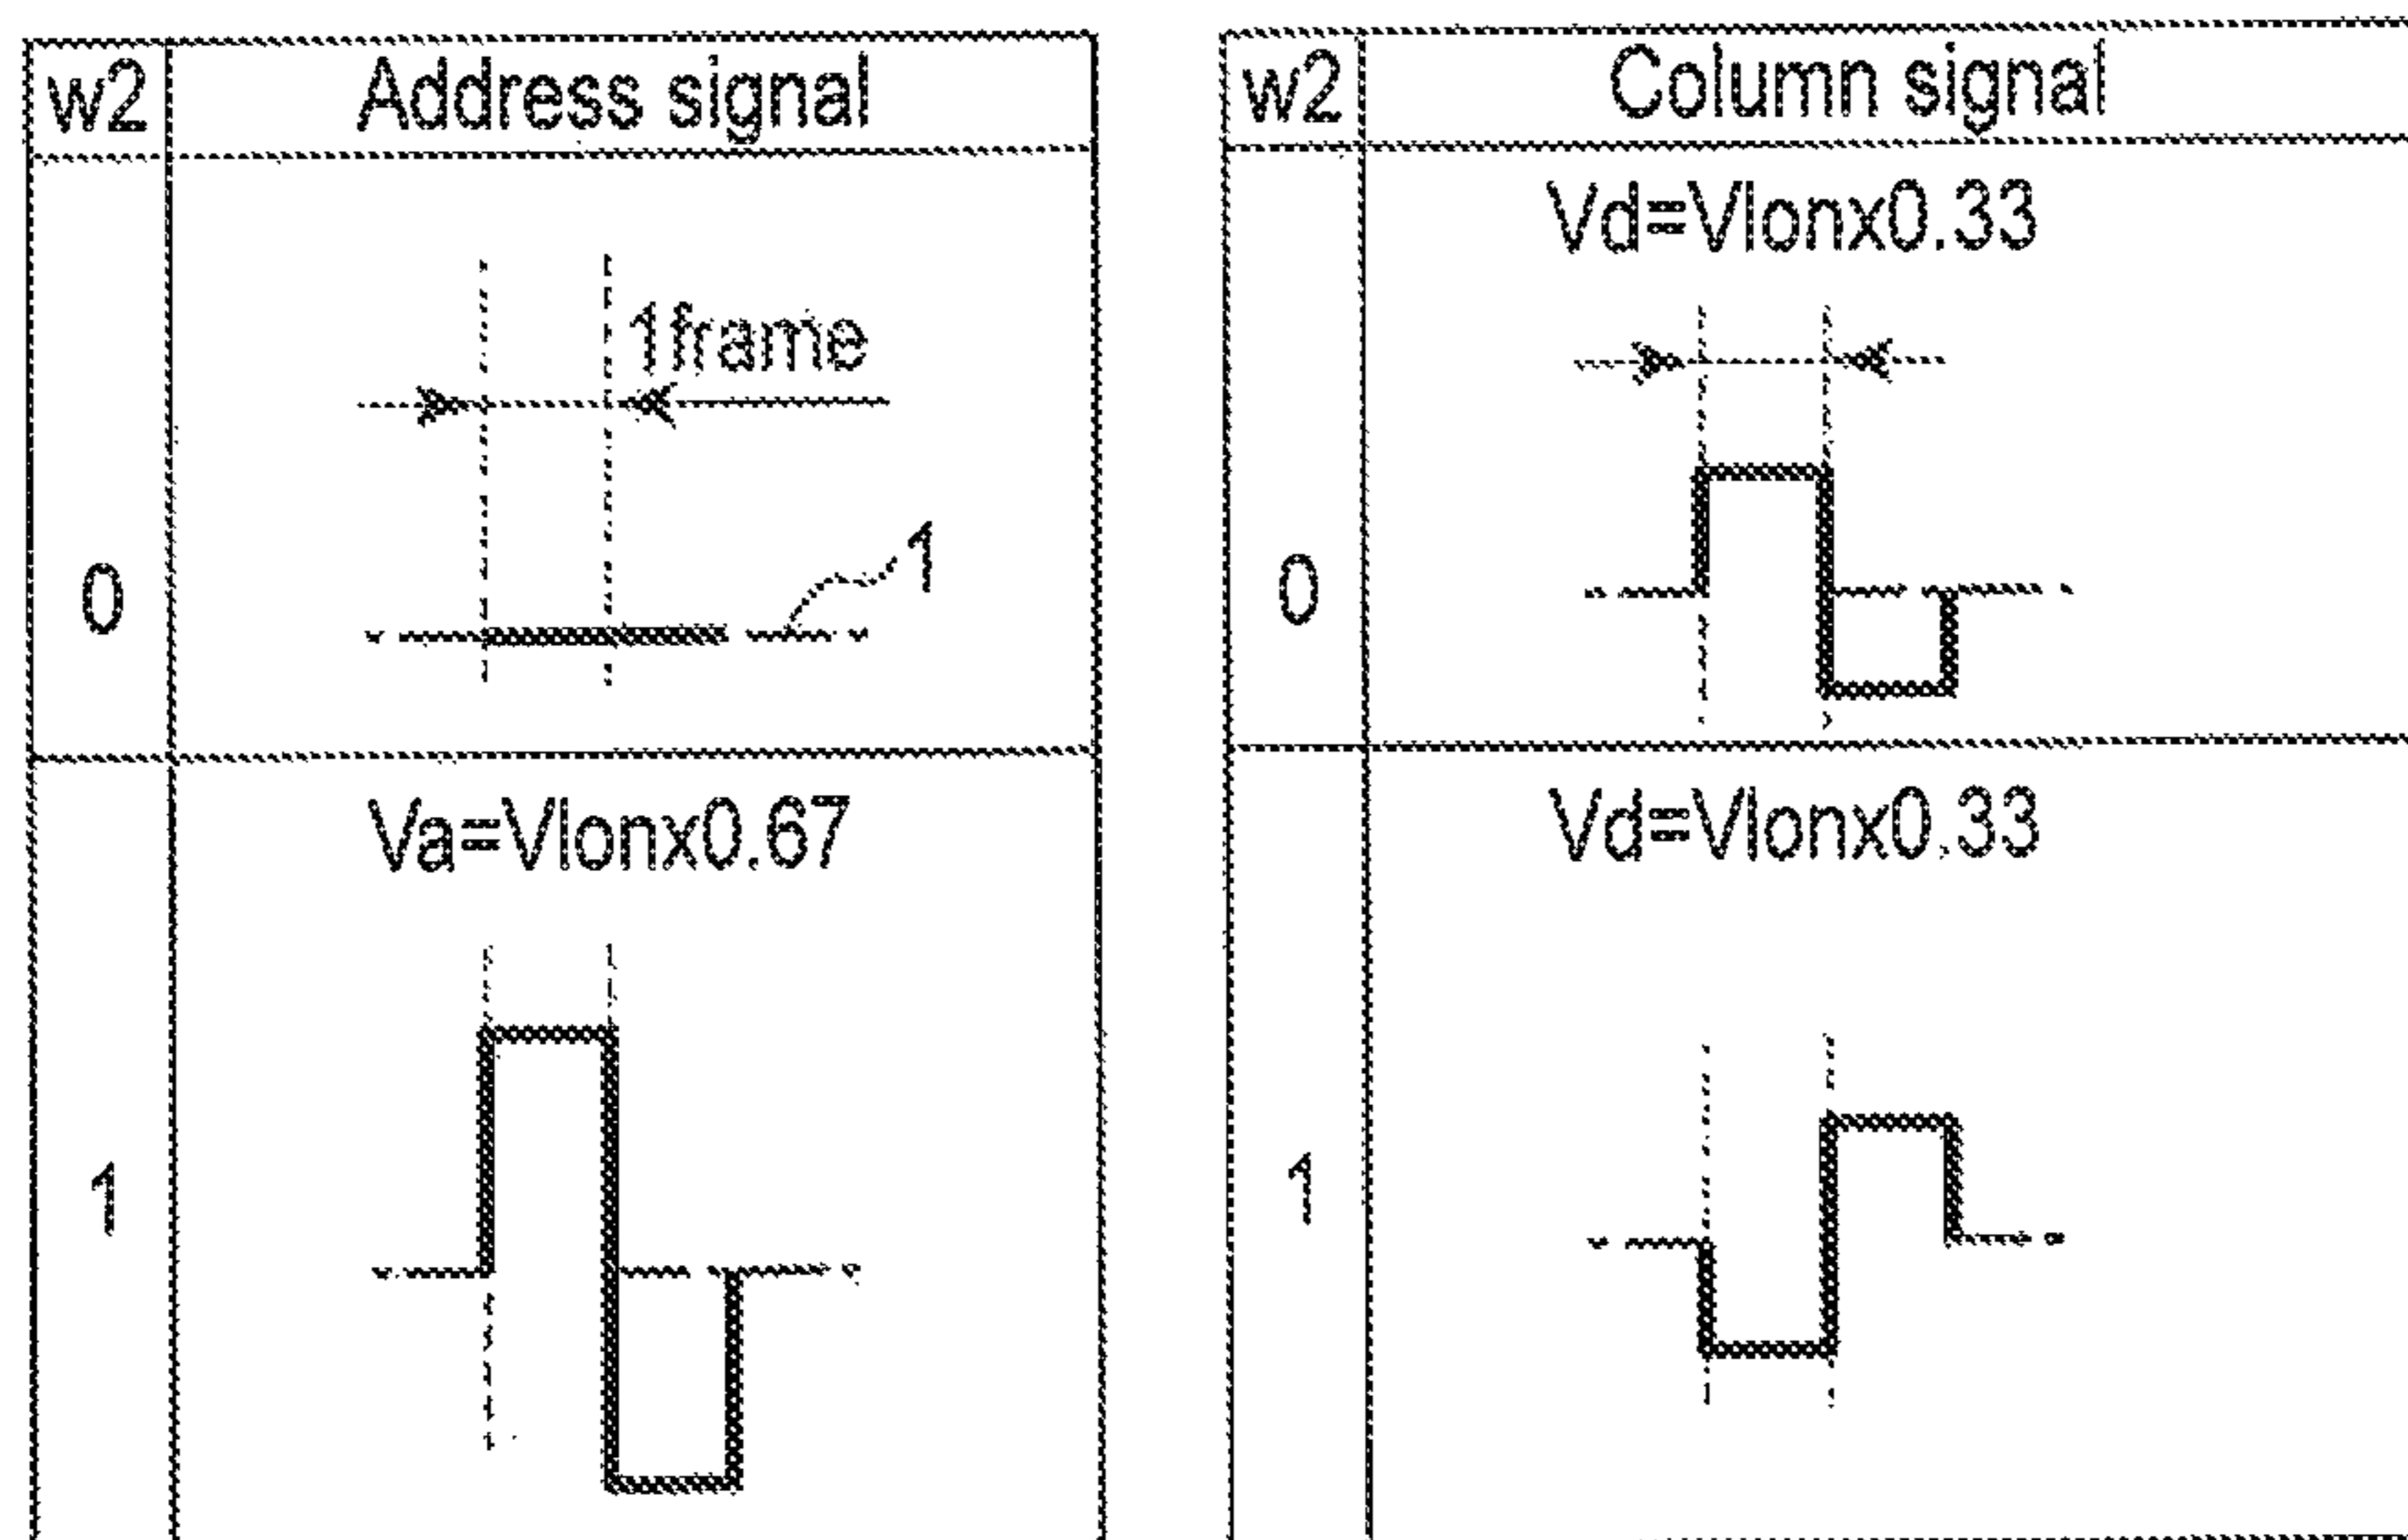 w2 Address signal
1frame
0
1
Va=Vlonx0.67
1
w2 Column signal
Vd=Vlonx0.33
0
Vd=Vlonx0.33
1